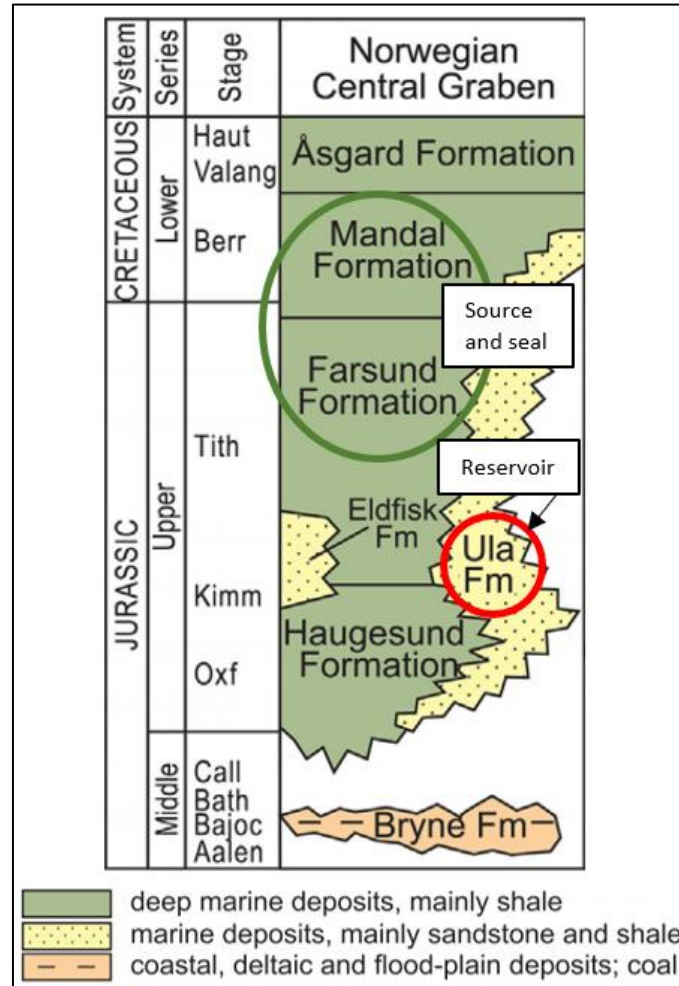 System
Series
Stage
Norwegian
Central Graben
CRETACEOUS
Lower
Haut
Valang
Berr
Åsgard Formation
Mandal
Formation
Source
and seal
JURASSIC
Upper
Tith
Kimm
Oxf
Farsund
Formation
Reservoir
Eldfisk
Fm
Ula
Fm
Haugesund
Formation
Middle
Call
Bath
Bajoc
Aalen
Bryne Fm
deep marine deposits, mainly shale
marine deposits, mainly sandstone and shale
coastal, deltaic and flood-plain deposits; coal